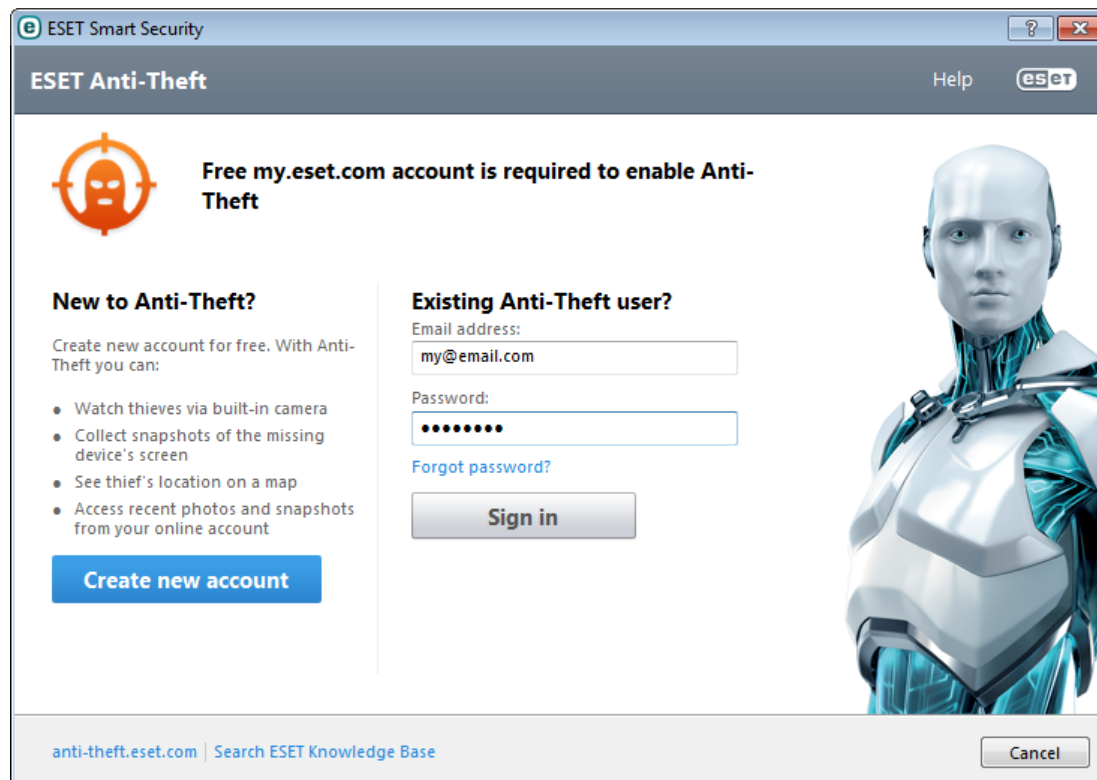 ESET Smart Security
ESET Anti-Theft
Help
eseT
Free my.eset.com account is required to enable Anti-
Theft
New to Anti-Theft?
Create new account for free. With Anti-
Theft you can:
Watch thieves via built-in camera
Collect snapshots of the missing
device's screen
See thief's location on a map
Access recent photos and snapshots
from your online account
Create new account
Existing Anti-Theft user?
Email address:
my@email.com
Password:
Forgot password?
Sign in
anti-theft.eset.com | Search ESET Knowledge Base
Cancel